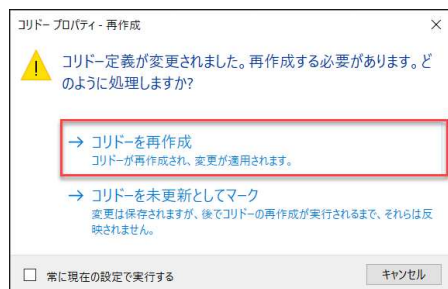 コリドー プロパティ - 再作成
コリドー定義が変更されました。再作成する必要があります。ど
のように処理しますか?
→ コリドーを再作成
コリドーが再作成され、変更が適用されます。
→ コリドーを未更新としてマーク
変更は保存されますが、後でコリドーの再作成が実行されるまで、それらは反
映されません。
常に現在の設定で実行する
キャンセル